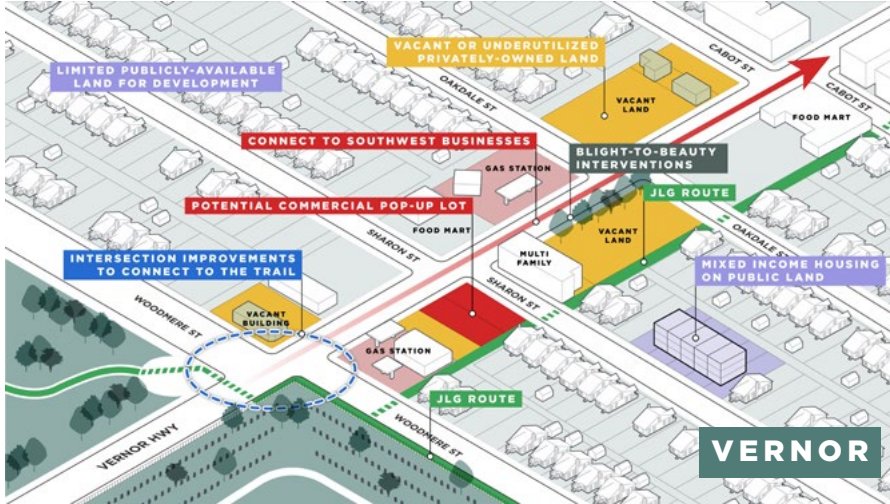 VACANT OR UNDERUTILIZED
PRIVATELY-OWNED LAND
CABOT ST
LIMITED PUBLICLY-AVAILABLE
LAND FOR DEVELOPMENT
OAKDALE ST
VACANT
LAND
CABOT ST
FOOD MART
CONNECT TO SOUTHWEST BUSINESSES
BLIGHT-TO-BEAUTY
INTERVENTIONS
GAS STATION
JLG ROUTE
POTENTIAL COMMERCIAL POP-UP LOT
FOOD MART
VACANT
LAND
OAKDALE ST
SHARON ST
MULTI
FAMILY
INTERSECTION IMPROVEMENTS
TO CONNECT TO THE TRAIL
MIXED INCOME HOUSING
ON PUBLIC LAND
SHARON ST
WOODMERE ST
VACANT
BUILDING
GAS STATION
JLG ROUTE
WOODMERE ST
VERNOR HWY
VERNOR